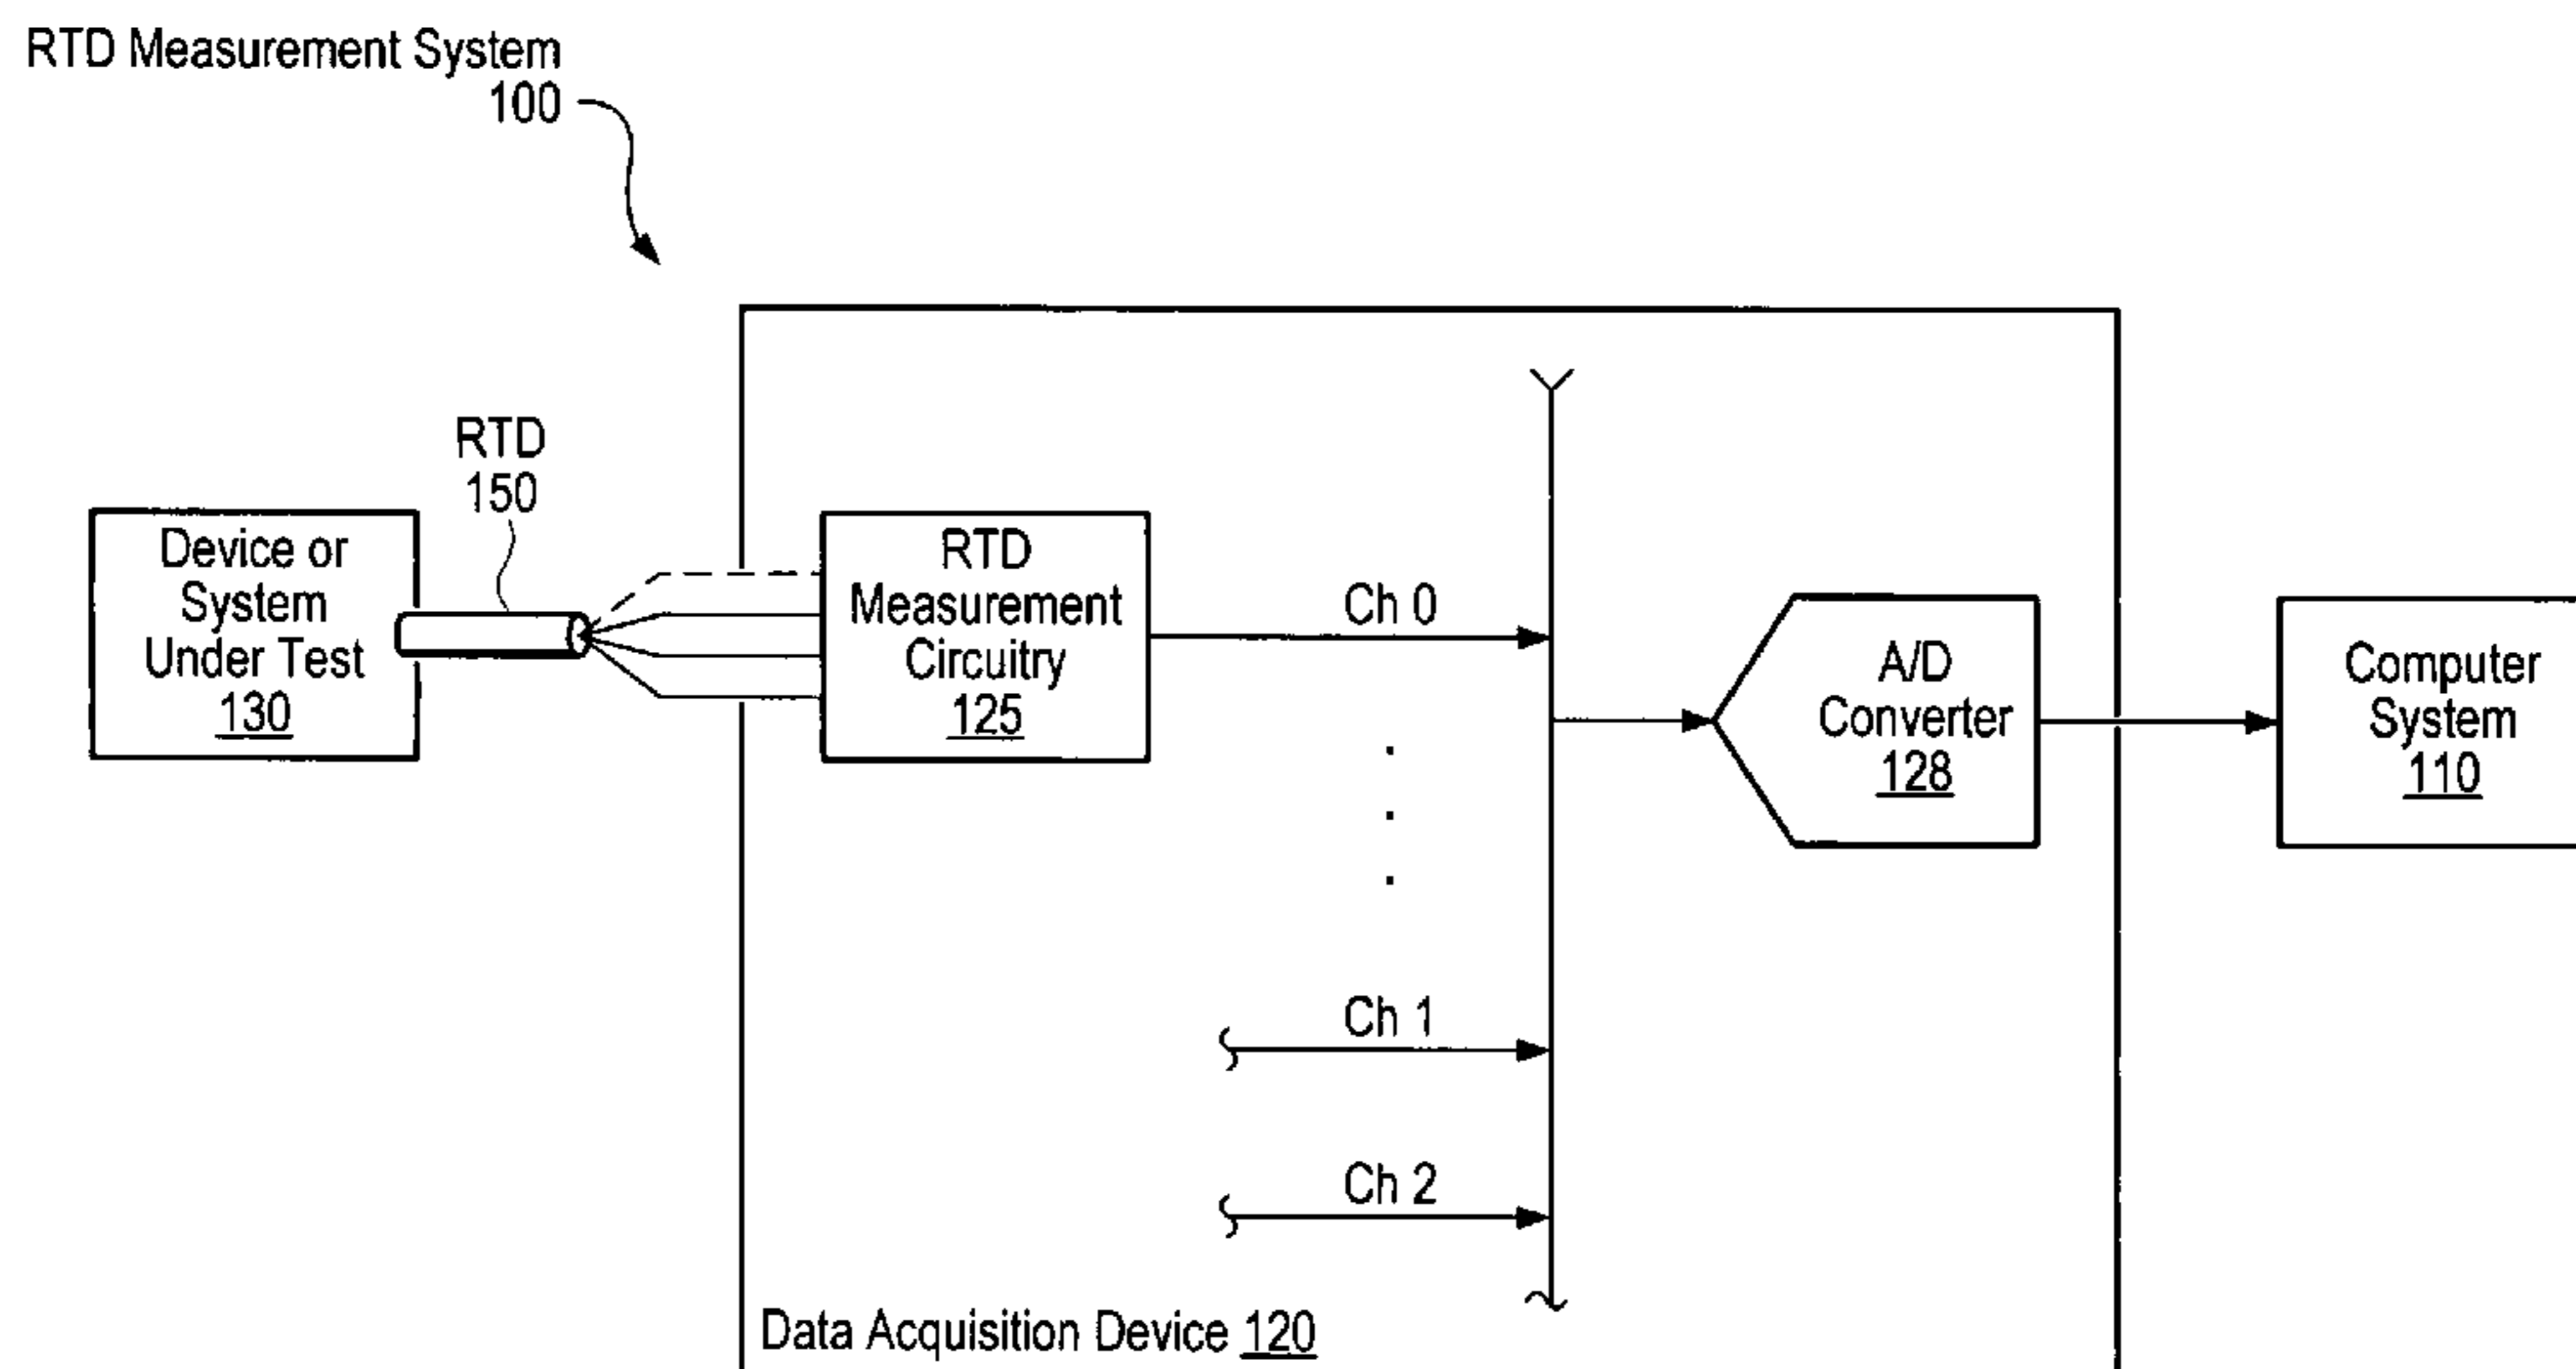 RTD Measurement System
100
RTD
150
Device or
System
Under Test
130
RTD
Measurement
Circuitry
125
Ch 0
A/D
Converter
128
Computer
System
110
Ch 1
Ch 2
Data Acquisition Device 120